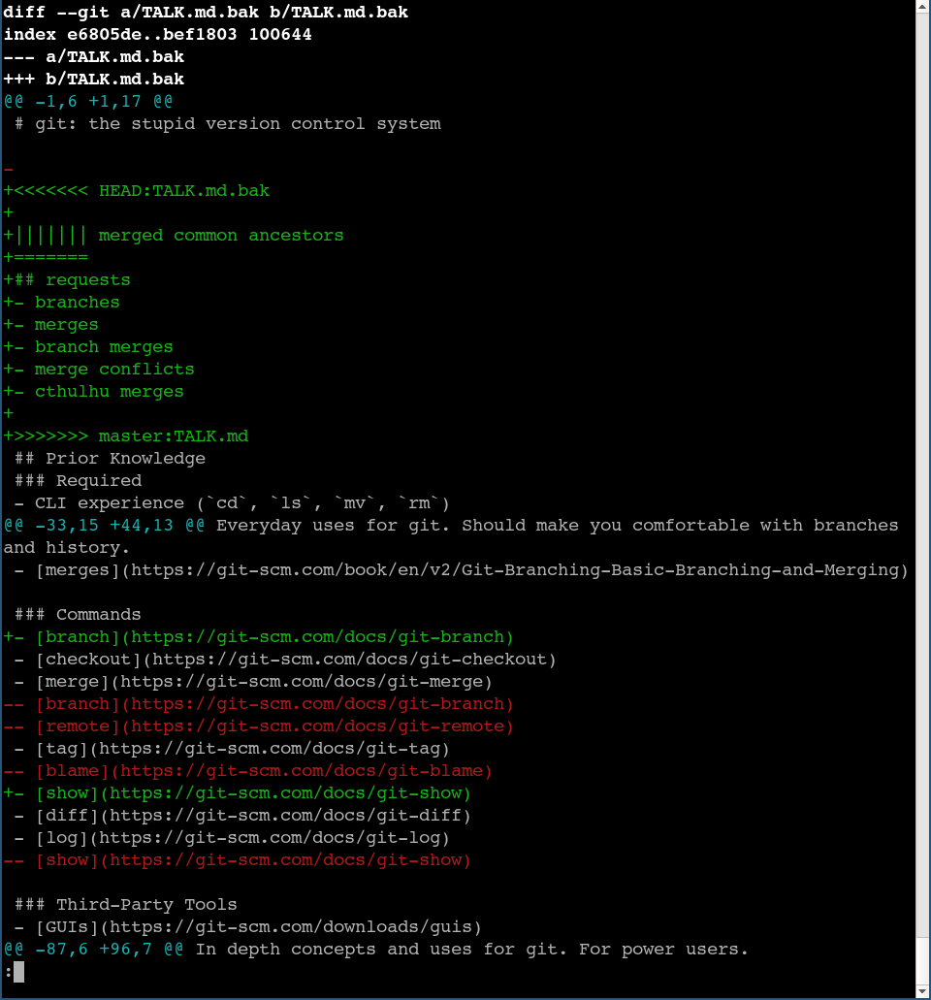 diff --git a/TALK.md.bak b/TALK.md.bak
index e6805de..bef1803 100644
--- a/TALK.md.bak
+++ b/TALK.md.bak
@@ -1,6 +1,17 @@
 # git: the stupid version control system

-
+<<<<<<< HEAD:TALK.md.bak
+
+||||||| merged common ancestors
+=======
+## requests
+- branches
+- merges
+- branch merges
+- merge conflicts
+- cthulhu merges
+
+>>>>>>> master:TALK.md
 ## Prior Knowledge
 ### Required
 - CLI experience (`cd`, `ls`, `mv`, `rm`)
@@ -33,15 +44,13 @@ Everyday uses for git. Should make you comfortable with branches
and history.
 - [merges](https://git-scm.com/book/en/v2/Git-Branching-Basic-Branching-and-Merging)

 ### Commands
+- [branch](https://git-scm.com/docs/git-branch)
 - [checkout](https://git-scm.com/docs/git-checkout)
 - [merge](https://git-scm.com/docs/git-merge)
-- [branch](https://git-scm.com/docs/git-branch)
-- [remote](https://git-scm.com/docs/git-remote)
 - [tag](https://git-scm.com/docs/git-tag)
-- [blame](https://git-scm.com/docs/git-blame)
+- [show](https://git-scm.com/docs/git-show)
 - [diff](https://git-scm.com/docs/git-diff)
 - [log](https://git-scm.com/docs/git-log)
-- [show](https://git-scm.com/docs/git-show)

 ### Third-Party Tools
 - [GUIs](https://git-scm.com/downloads/guis)
@@ -87,6 +96,7 @@ In depth concepts and uses for git. For power users.
: